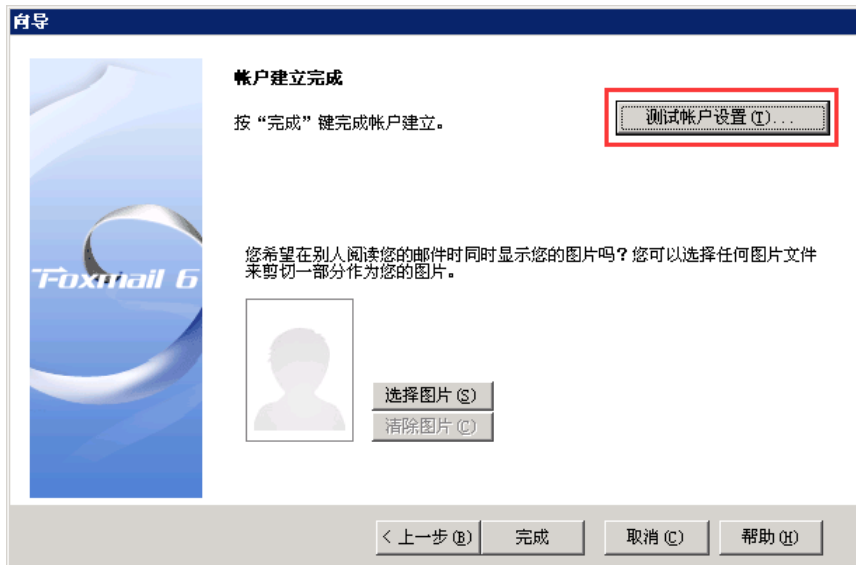 向导
帐户建立完成
按“完成”键完成帐户建立。
测试帐户设置(T)...
您希望在别人阅读您的邮件时同时显示您的图片吗？您可以选择任何图片文件
来剪切一部分作为您的图片。
Foxmail 6
选择图片(S)
清除图片(C)
< 上一步(B)
完成
取消(C)
帮助(H)